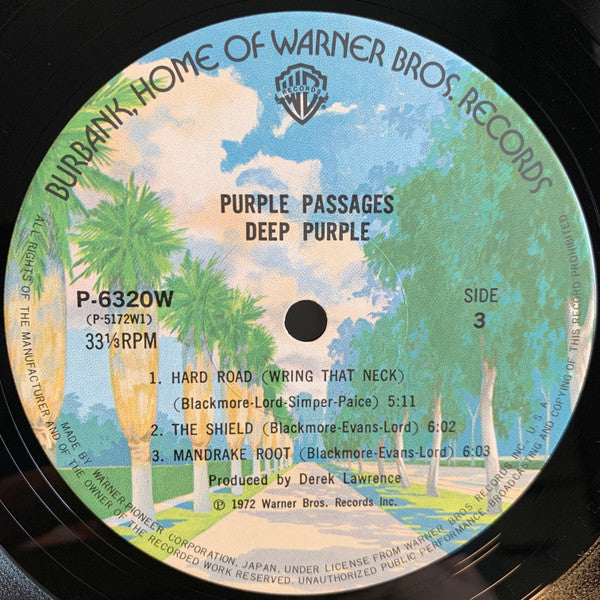 BURBANK, HOME OF WARNER BROS. RECORDS
WB
RECORDS
PURPLE PASSAGES
DEEP PURPLE
P-6320W
(P-5172W1)
33⅓RPM
SIDE
3
1. HARD ROAD (WRING THAT NECK)
(Blackmore-Lord-Simper-Paice) 5:11
2. THE SHIELD (Blackmore-Evans-Lord) 6:02
3. MANDRAKE ROOT (Blackmore-Evans-Lord) 6:03
Produced by Derek Lawrence
℗ 1972 Warner Bros. Records Inc.
MADE BY WARNER-PIONEER CORPORATION, JAPAN, UNDER LICENSE FROM WARNER BROS. RECORDS INC., U.S.A.
ALL RIGHTS OF THE MANUFACTURER AND OF THE OWNER OF THE RECORDED WORK RESERVED. UNAUTHORIZED PUBLIC PERFORMANCE, BROADCASTING AND COPYING OF THIS RECORD PROHIBITED